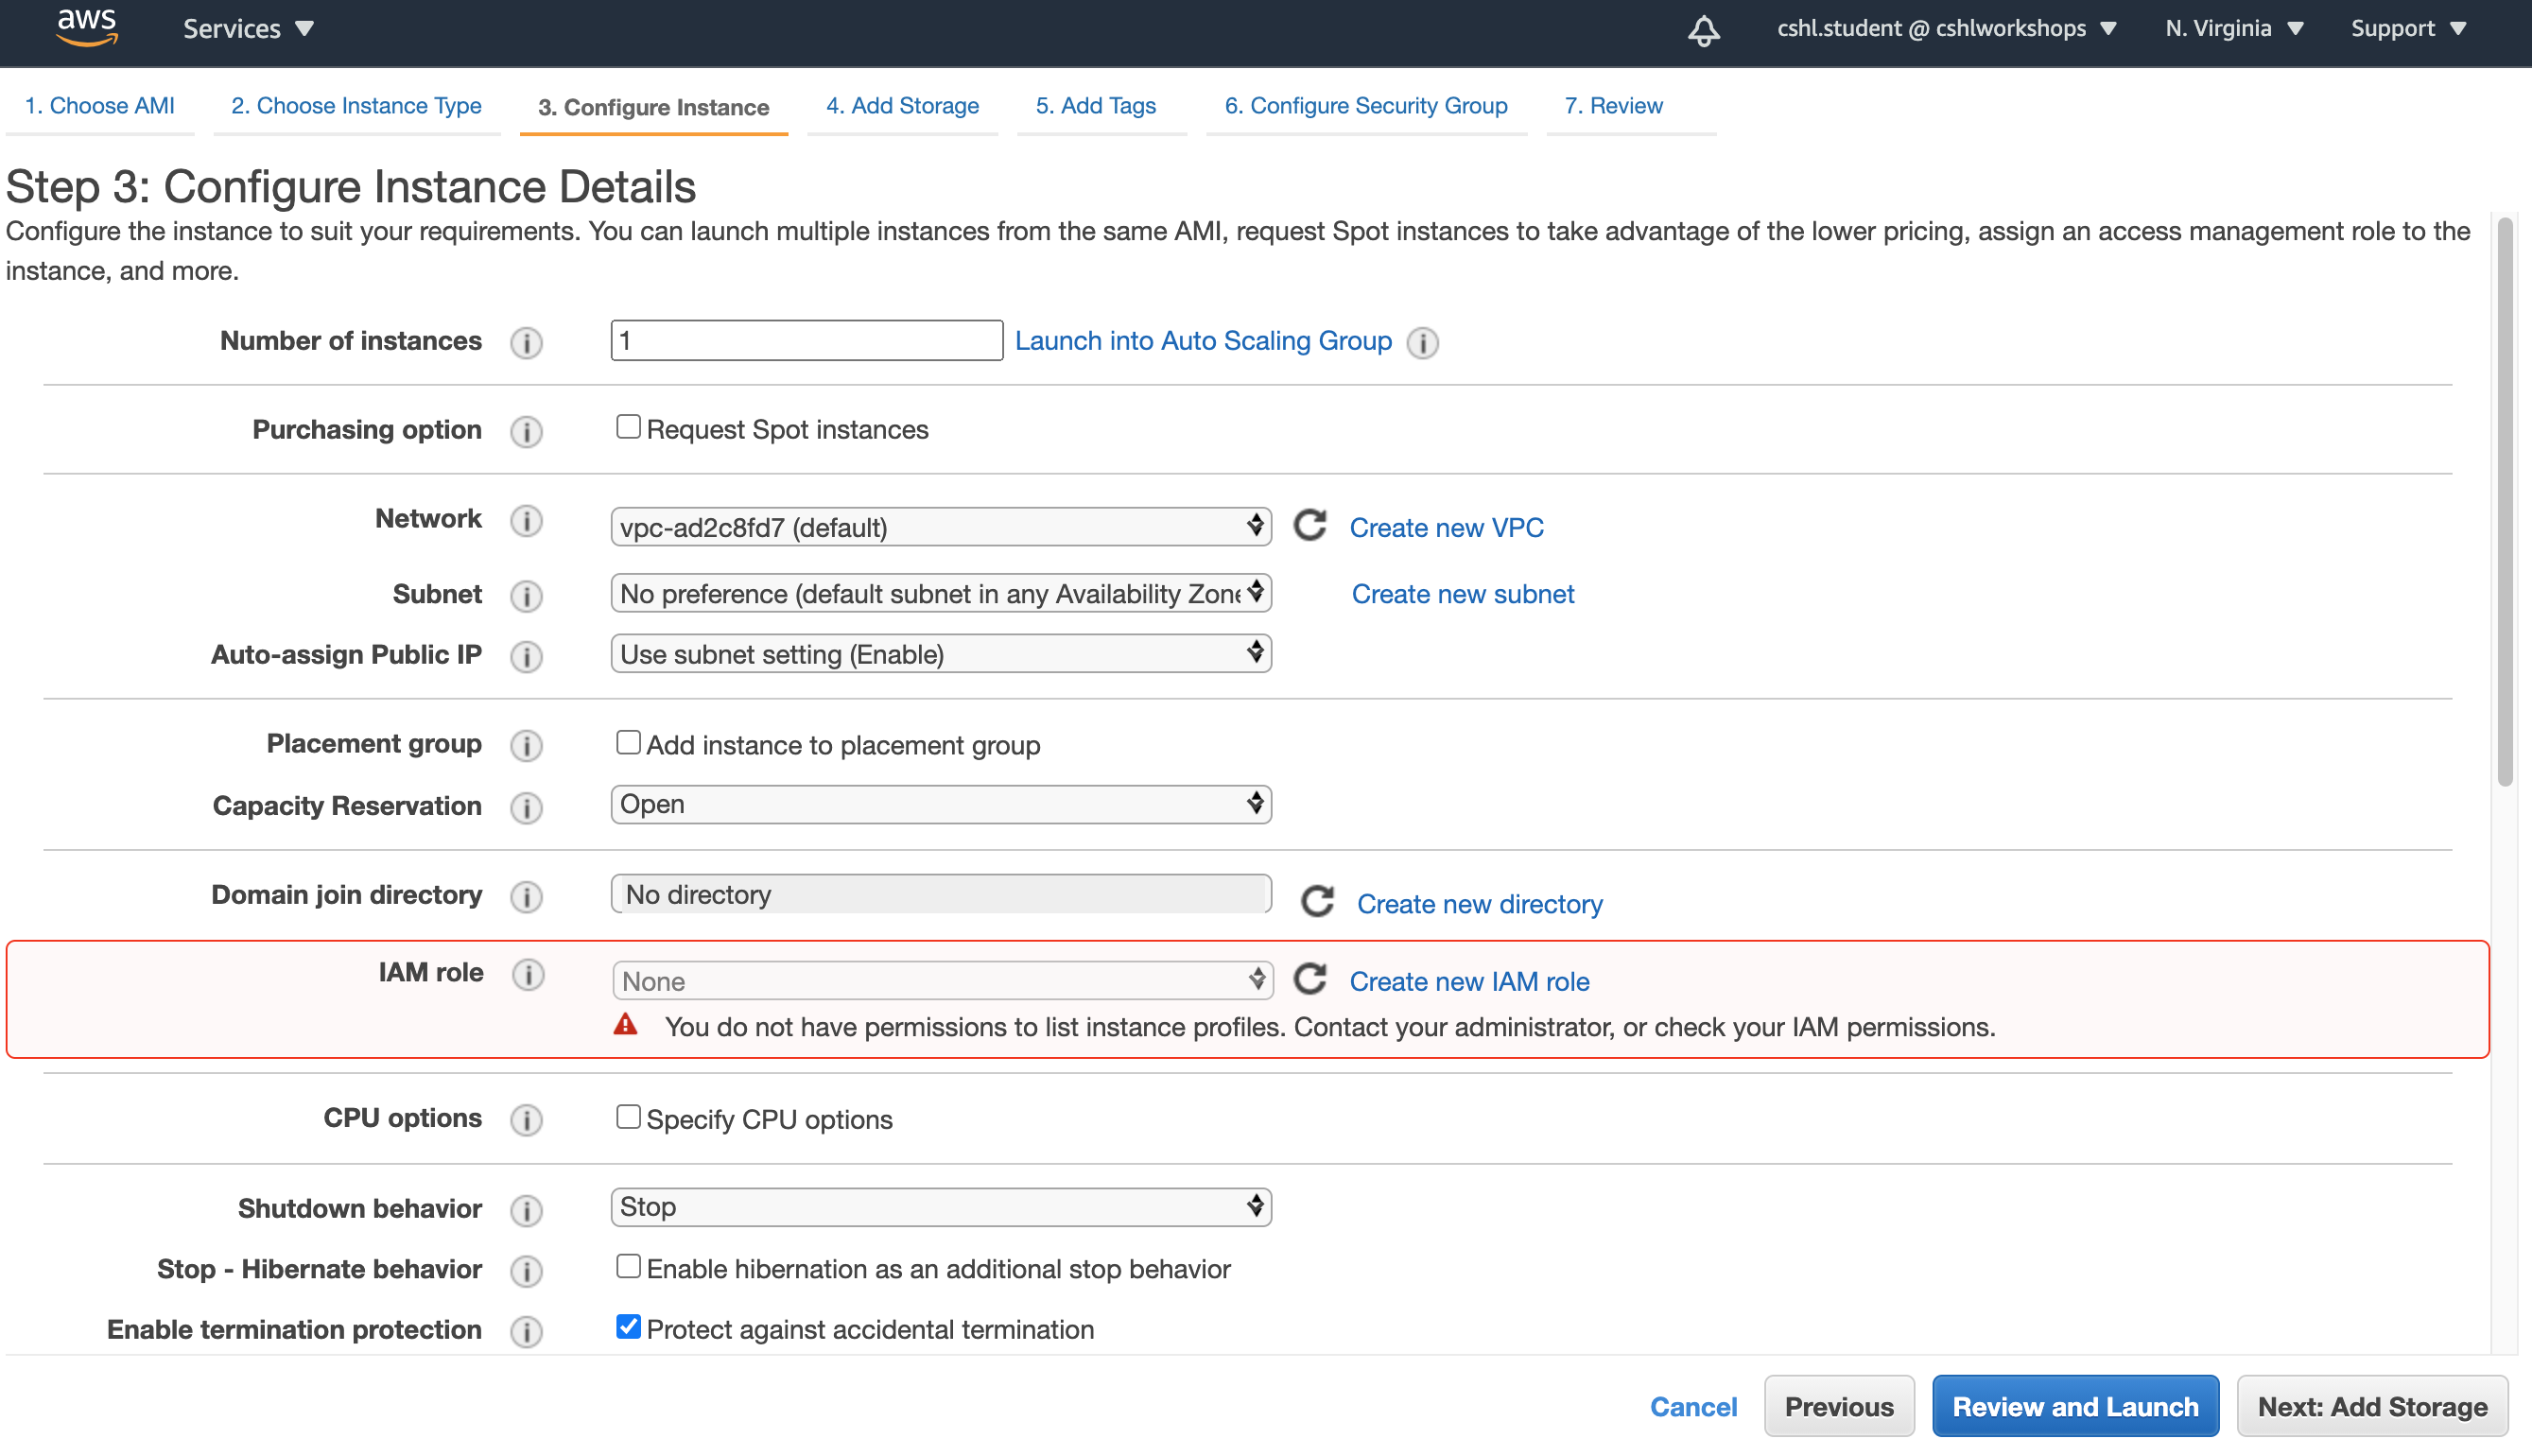 aws Services cshl.student @ cshlworkshops N. Virginia Support
1. Choose AMI 2. Choose Instance Type 3. Configure Instance 4. Add Storage 5. Add Tags 6. Configure Security Group 7. Review
Step 3: Configure Instance Details
Configure the instance to suit your requirements. You can launch multiple instances from the same AMI, request Spot instances to take advantage of the lower pricing, assign an access management role to the
instance, and more.
Number of instances i 1 Launch into Auto Scaling Group i
Purchasing option i Request Spot instances
Network i vpc-ad2c8fd7 (default) Create new VPC
Subnet i No preference (default subnet in any Availability Zone Create new subnet
Auto-assign Public IP i Use subnet setting (Enable)
Placement group i Add instance to placement group
Capacity Reservation i Open
Domain join directory i No directory Create new directory
IAM role i None Create new IAM role
You do not have permissions to list instance profiles. Contact your administrator, or check your IAM permissions.
CPU options i Specify CPU options
Shutdown behavior i Stop
Stop - Hibernate behavior i Enable hibernation as an additional stop behavior
Enable termination protection i Protect against accidental termination
Cancel Previous Review and Launch Next: Add Storage